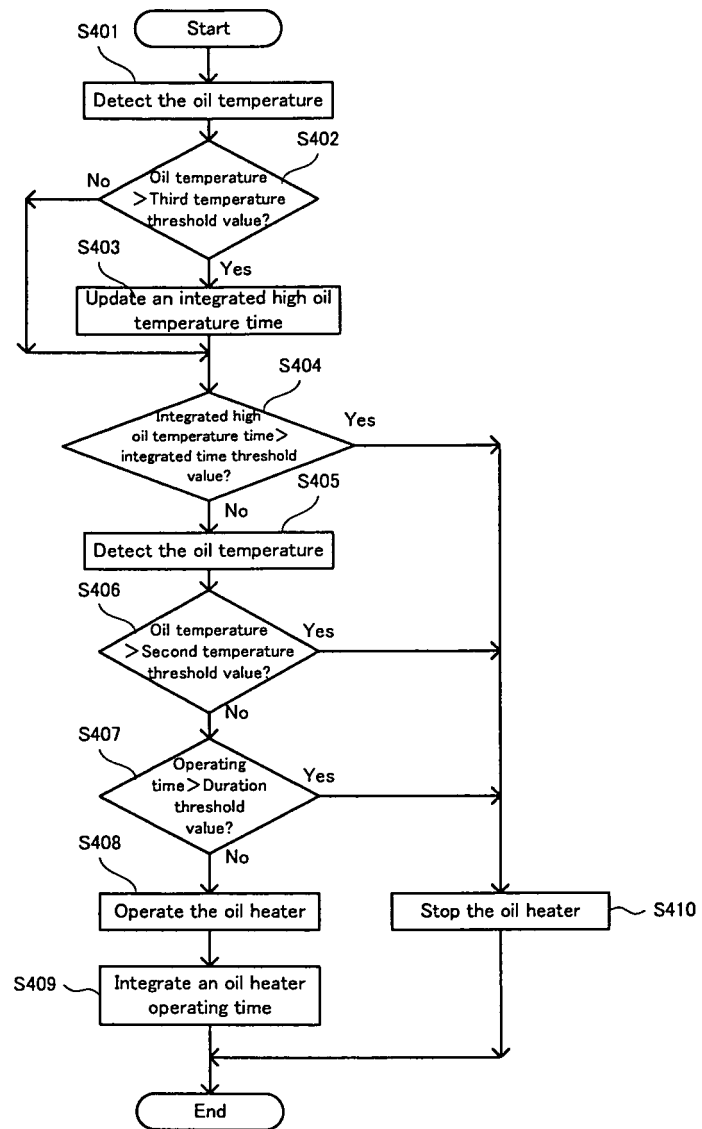 Start
S401
Detect the oil temperature
S402
No
Oil temperature
>Third temperature
threshold value?
S403
Yes
Update an integrated high oil
temperature time
S404
Integrated high
oil temperature time>
integrated time threshold
value?
Yes
S405
No
Detect the oil temperature
S406
Oil temperature
>Second temperature
threshold value?
Yes
No
S407
Operating
time>Duration
threshold
value?
Yes
S408
No
Operate the oil heater
Stop the oil heater
S410
S409
Integrate an oil heater
operating time
End